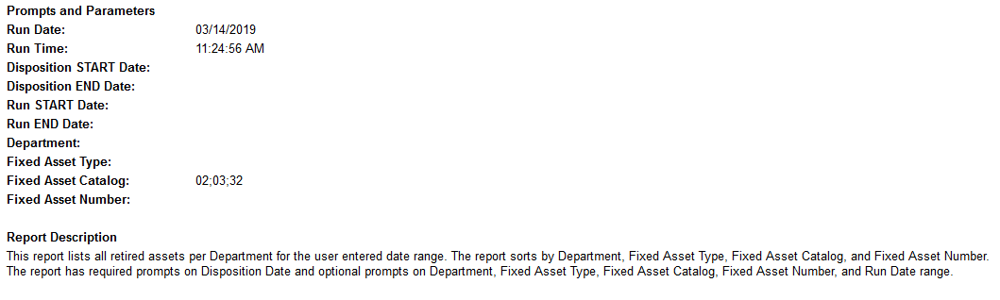 Prompts and Parameters
Run Date: 03/14/2019
Run Time: 11:24:56 AM
Disposition START Date:
Disposition END Date:
Run START Date:
Run END Date:
Department:
Fixed Asset Type:
Fixed Asset Catalog: 02;03;32
Fixed Asset Number:
Report Description
This report lists all retired assets per Department for the user entered date range. The report sorts by Department, Fixed Asset Type, Fixed Asset Catalog, and Fixed Asset Number.
The report has required prompts on Disposition Date and optional prompts on Department, Fixed Asset Type, Fixed Asset Catalog, Fixed Asset Number, and Run Date range.